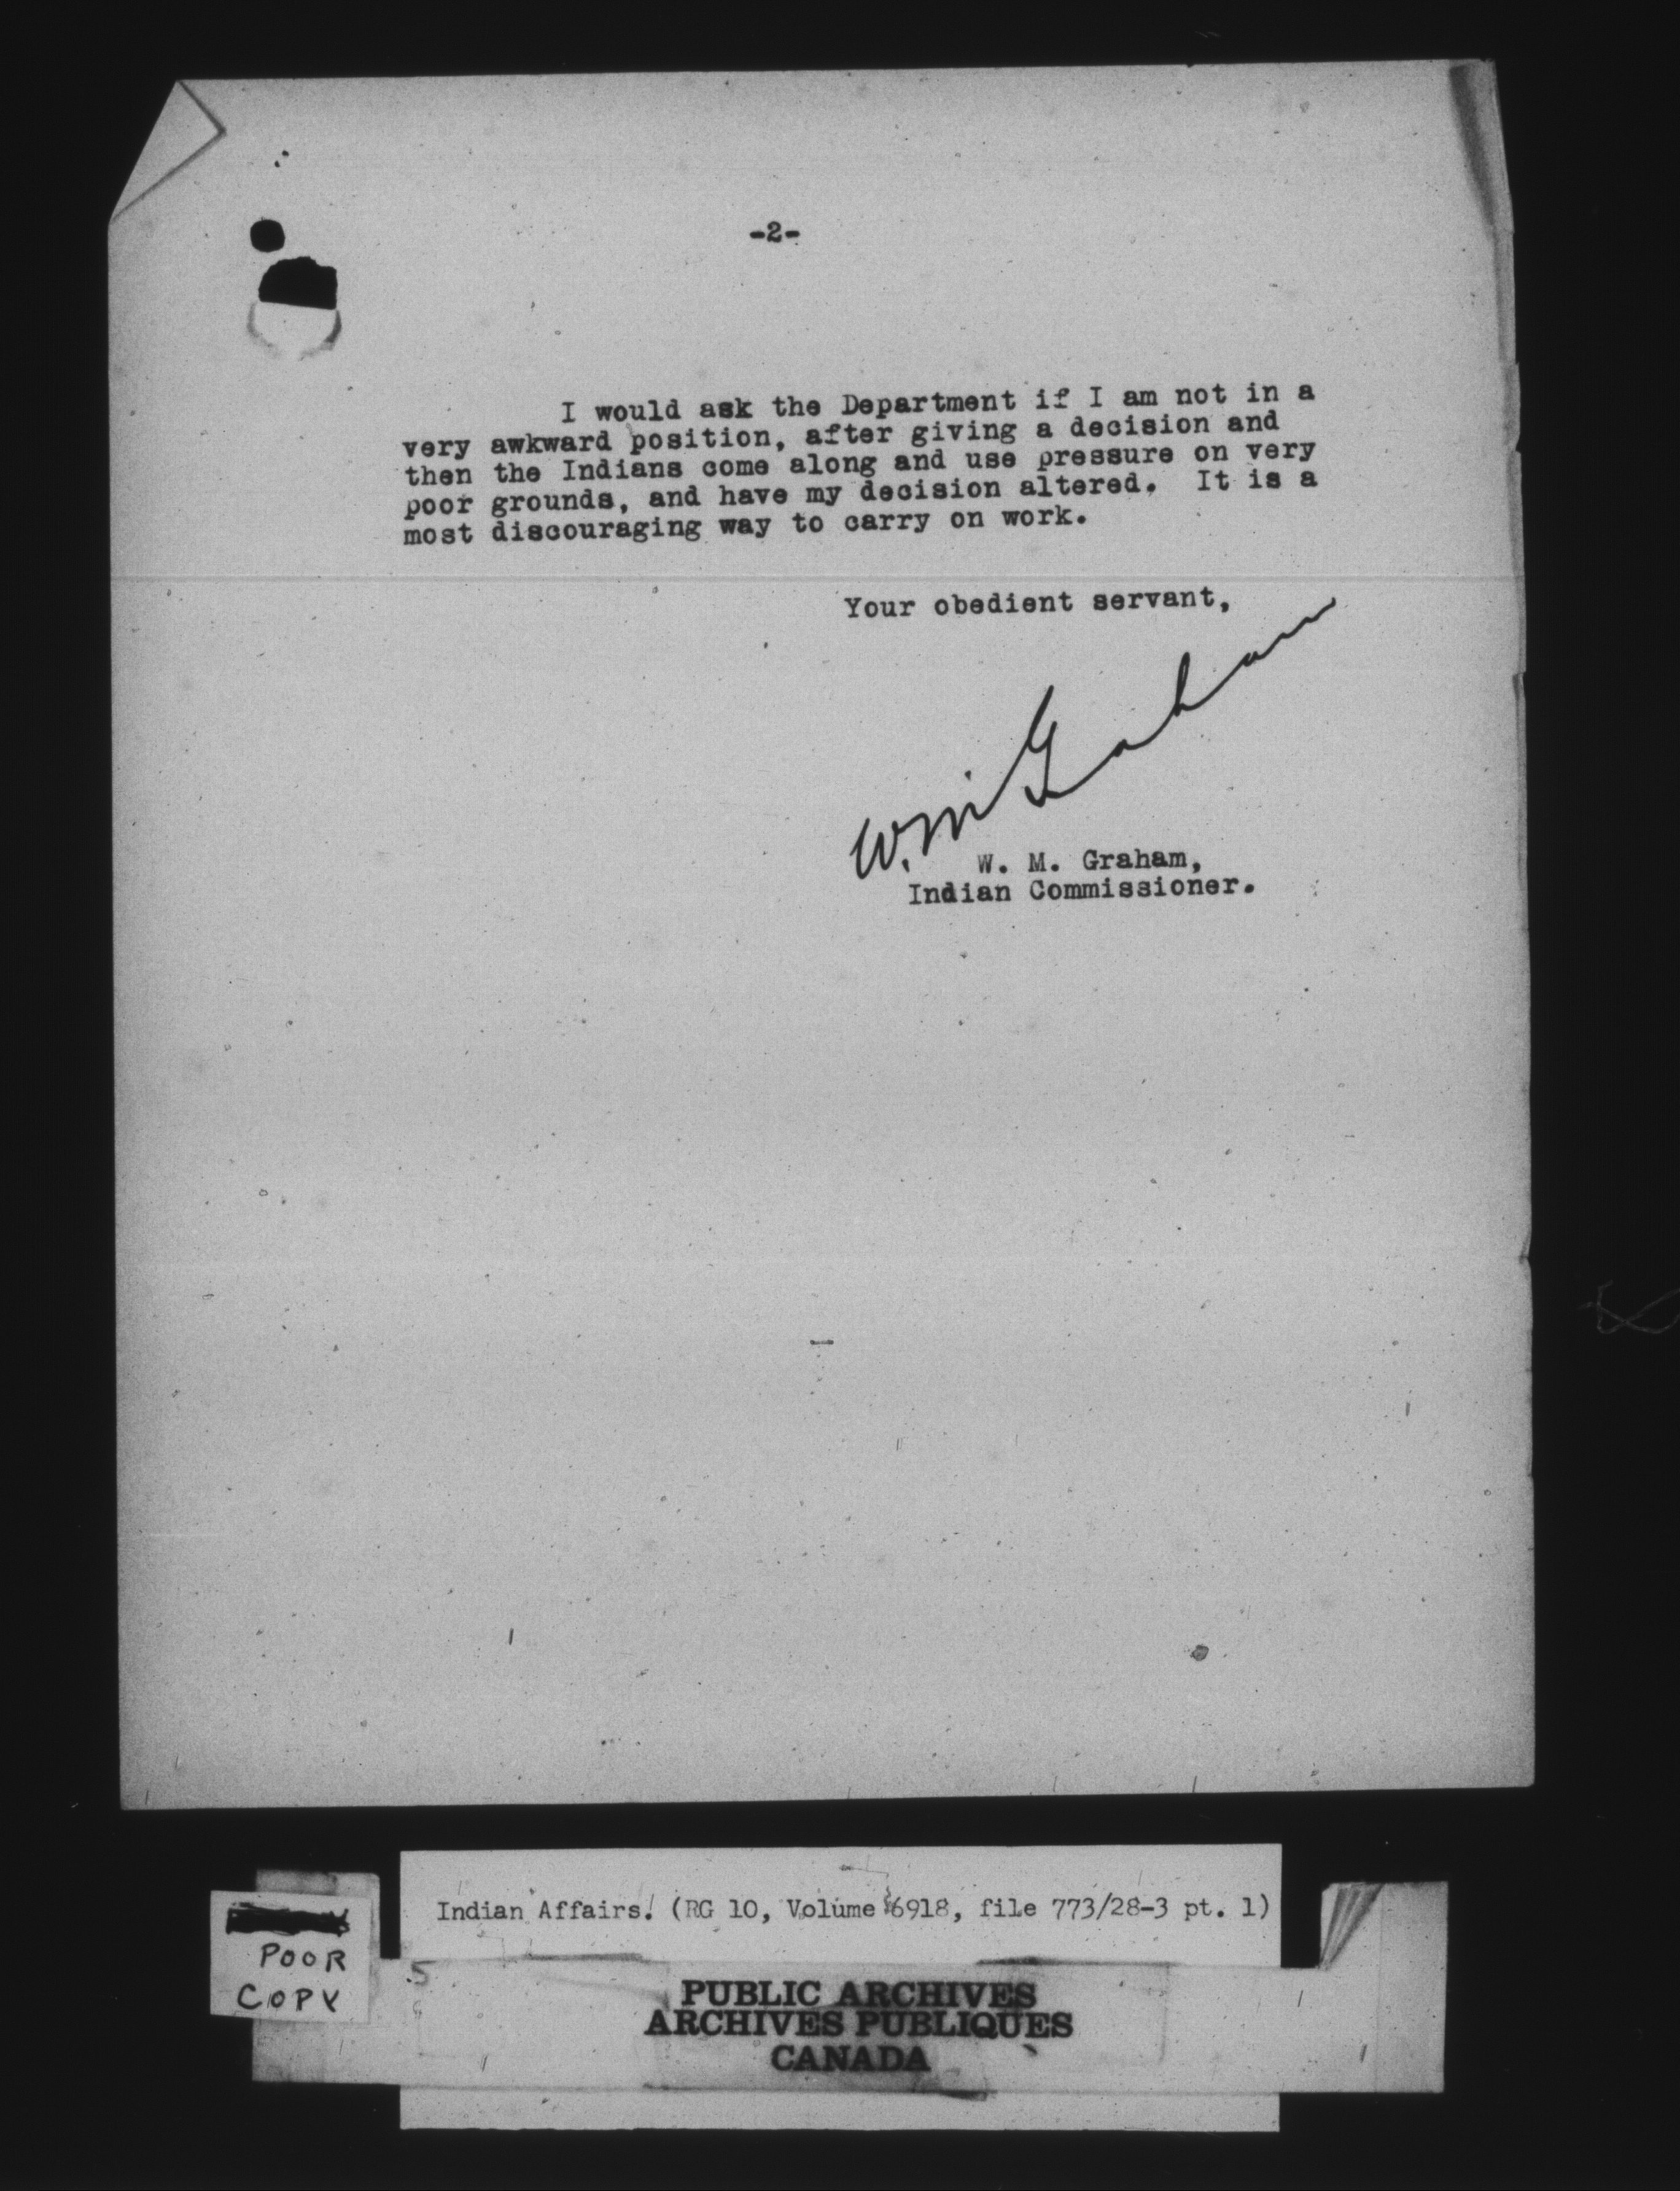 -2-
I would ask the Department if I am not in a
very awkward position, after giving a decision and
then the Indians come along and use pressure on very
poor grounds, and have my decision altered. It is a
most discouraging way to carry on work.
Your obedient servant,
W. M. Graham
W. M. Graham,
Indian Commissioner.
Indian Affairs. (RG 10, Volume 6918, file 773/28-3 pt. 1)
POOR
COPY
5
PUBLIC ARCHIVES
ARCHIVES PUBLIQUES
CANADA